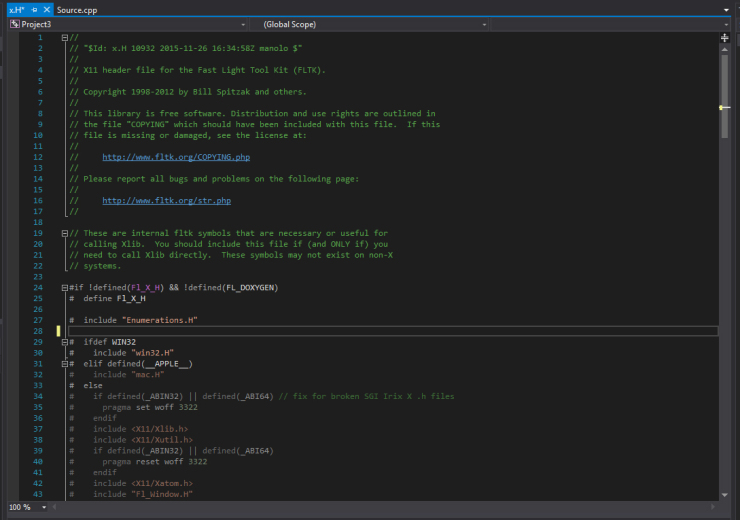 x.H* Source.cpp
Project3 (Global Scope)
1 //
2 // "$Id: x.H 10932 2015-11-26 16:34:58Z manolo $"
3 //
4 // X11 header file for the Fast Light Tool Kit (FLTK).
5 //
6 // Copyright 1998-2012 by Bill Spitzak and others.
7 //
8 // This library is free software. Distribution and use rights are outlined in
9 // the file "COPYING" which should have been included with this file.  If this
10 // file is missing or damaged, see the license at:
11 //
12 //     http://www.fltk.org/COPYING.php
13 //
14 // Please report all bugs and problems on the following page:
15 //
16 //     http://www.fltk.org/str.php
17 //
18
19 // These are internal fltk symbols that are necessary or useful for
20 // calling Xlib.  You should include this file if (and ONLY if) you
21 // need to call Xlib directly.  These symbols may not exist on non-X
22 // systems.
23
24 #if !defined(Fl_X_H) && !defined(FL_DOXYGEN)
25 #  define Fl_X_H
26
27 #  include "Enumerations.H"
28
29 #  ifdef WIN32
30 #    include "win32.H"
31 #  elif defined(__APPLE__)
32 #    include "mac.H"
33 #  else
34 #    if defined(_ABIN32) || defined(_ABI64) // fix for broken SGI Irix X .h files
35 #      pragma set woff 3322
36 #    endif
37 #    include <X11/Xlib.h>
38 #    include <X11/Xutil.h>
39 #    if defined(_ABIN32) || defined(_ABI64)
40 #      pragma reset woff 3322
41 #    endif
42 #    include <X11/Xatom.h>
43 #    include "Fl_Window.H"
100 %